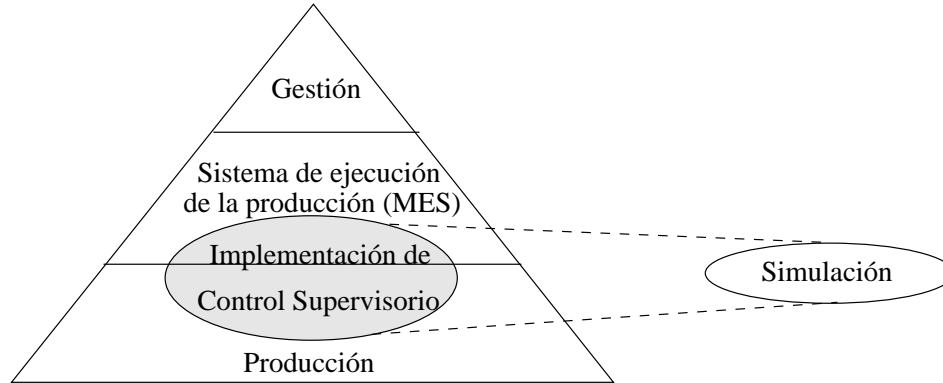 Gestión
Sistema de ejecución
de la producción (MES)
Implementación de
Control Supervisorio
Producción
Simulación